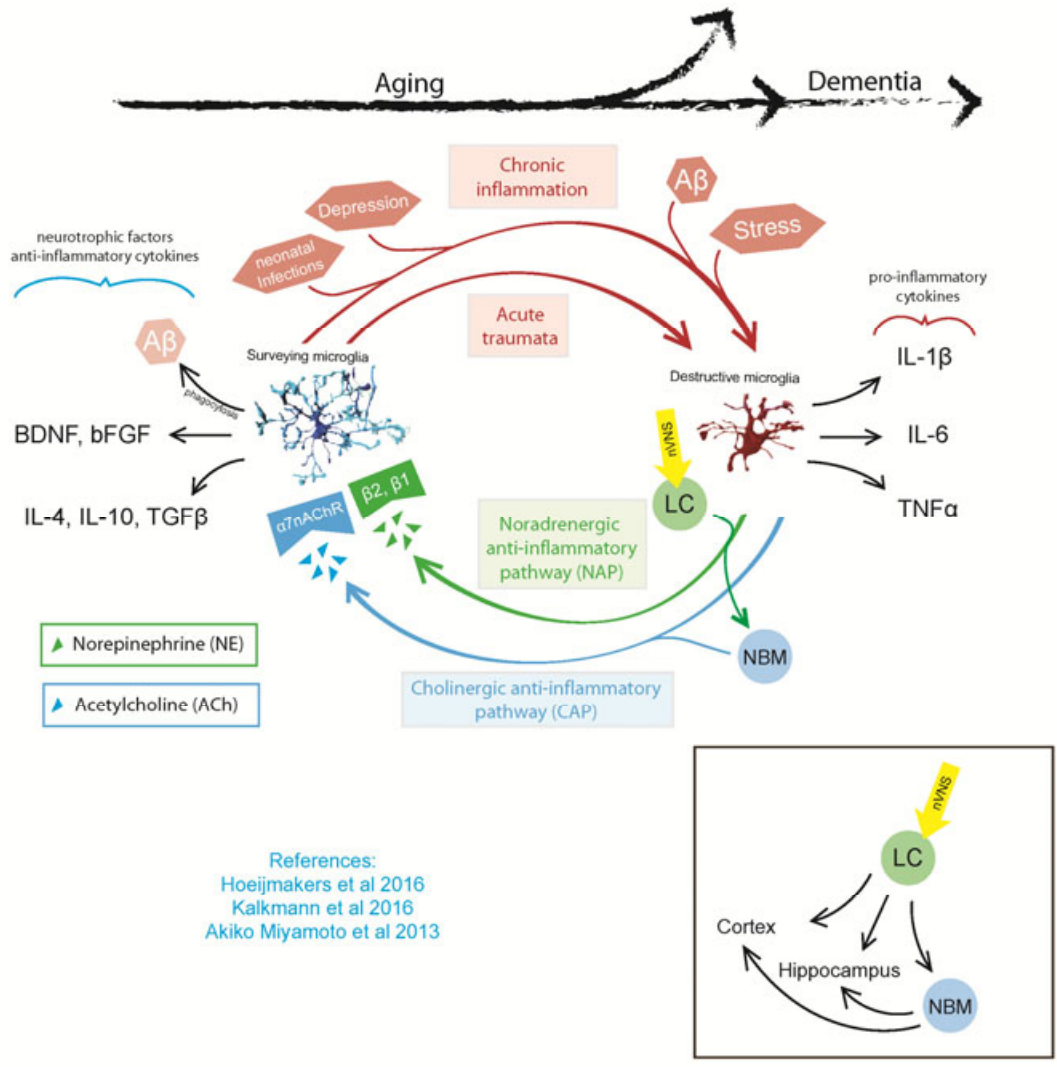 Aging
Dementia
Chronic
inflammation
Aβ
Depression
Stress
neonatal
Infections
neurotrophic factors
anti-inflammatory cytokines
pro-inflammatory
cytokines
Acute
traumata
Aβ
Surveying microglia
Destructive microglia
IL-1β
phagocytosis
BDNF, bFGF
IL-6
nVNS
LC
β2, β1
α7nAChR
IL-4, IL-10, TGFβ
TNFα
Noradrenergic
anti-inflammatory
pathway (NAP)
Norepinephrine (NE)
NBM
Acetylcholine (ACh)
Cholinergic anti-inflammatory
pathway (CAP)
nVNS
LC
References:
Hoeijmakers et al 2016
Kalkmann et al 2016
Akiko Miyamoto et al 2013
Cortex
Hippocampus
NBM